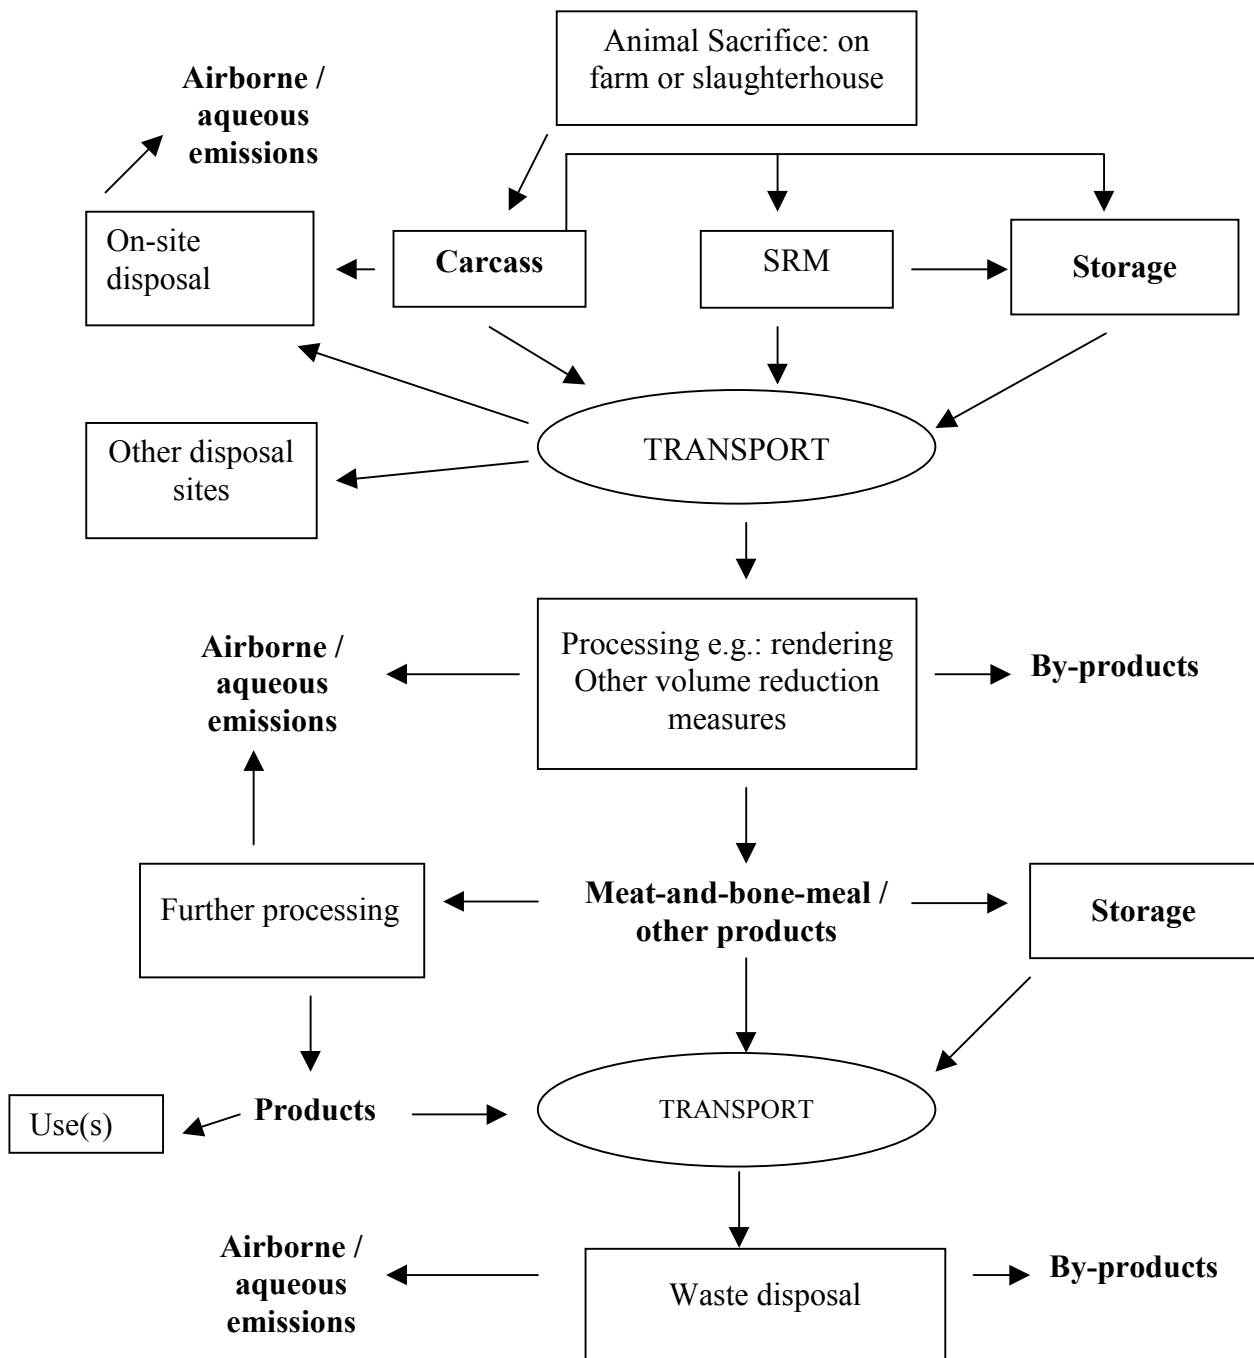 Animal Sacrifice: on
farm or slaughterhouse
Airborne /
aqueous
emissions
On-site
disposal
Carcass
SRM
Storage
Other disposal
sites
TRANSPORT
Airborne /
aqueous
emissions
Processing e.g.: rendering
Other volume reduction
measures
By-products
Further processing
Meat-and-bone-meal /
other products
Storage
Use(s)
Products
TRANSPORT
Airborne /
aqueous
emissions
Waste disposal
By-products